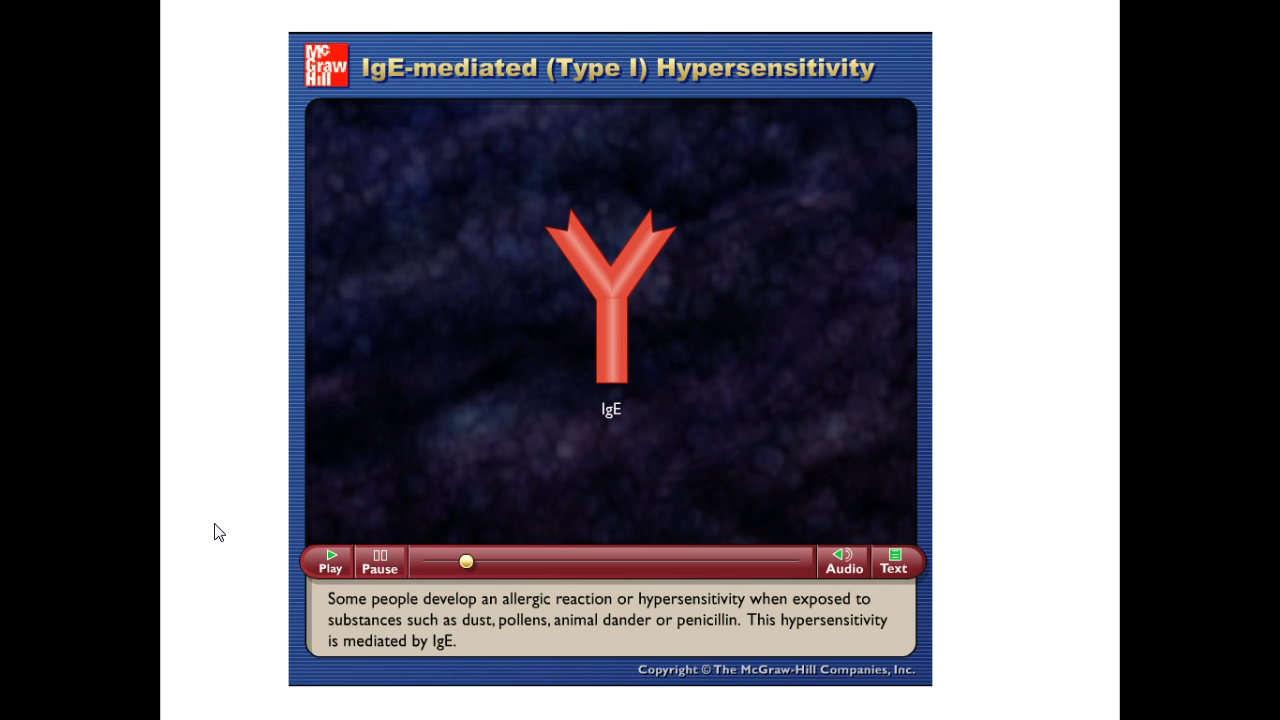 Mc
Graw
Hill
IgE-mediated (Type I) Hypersensitivity
IgE
Play
Pause
Audio
Text
Some people develop an allergic reaction or hypersensitivity when exposed to
substances such as dust, pollens, animal dander or penicillin. This hypersensitivity
is mediated by IgE.
Copyright © The McGraw-Hill Companies, Inc.